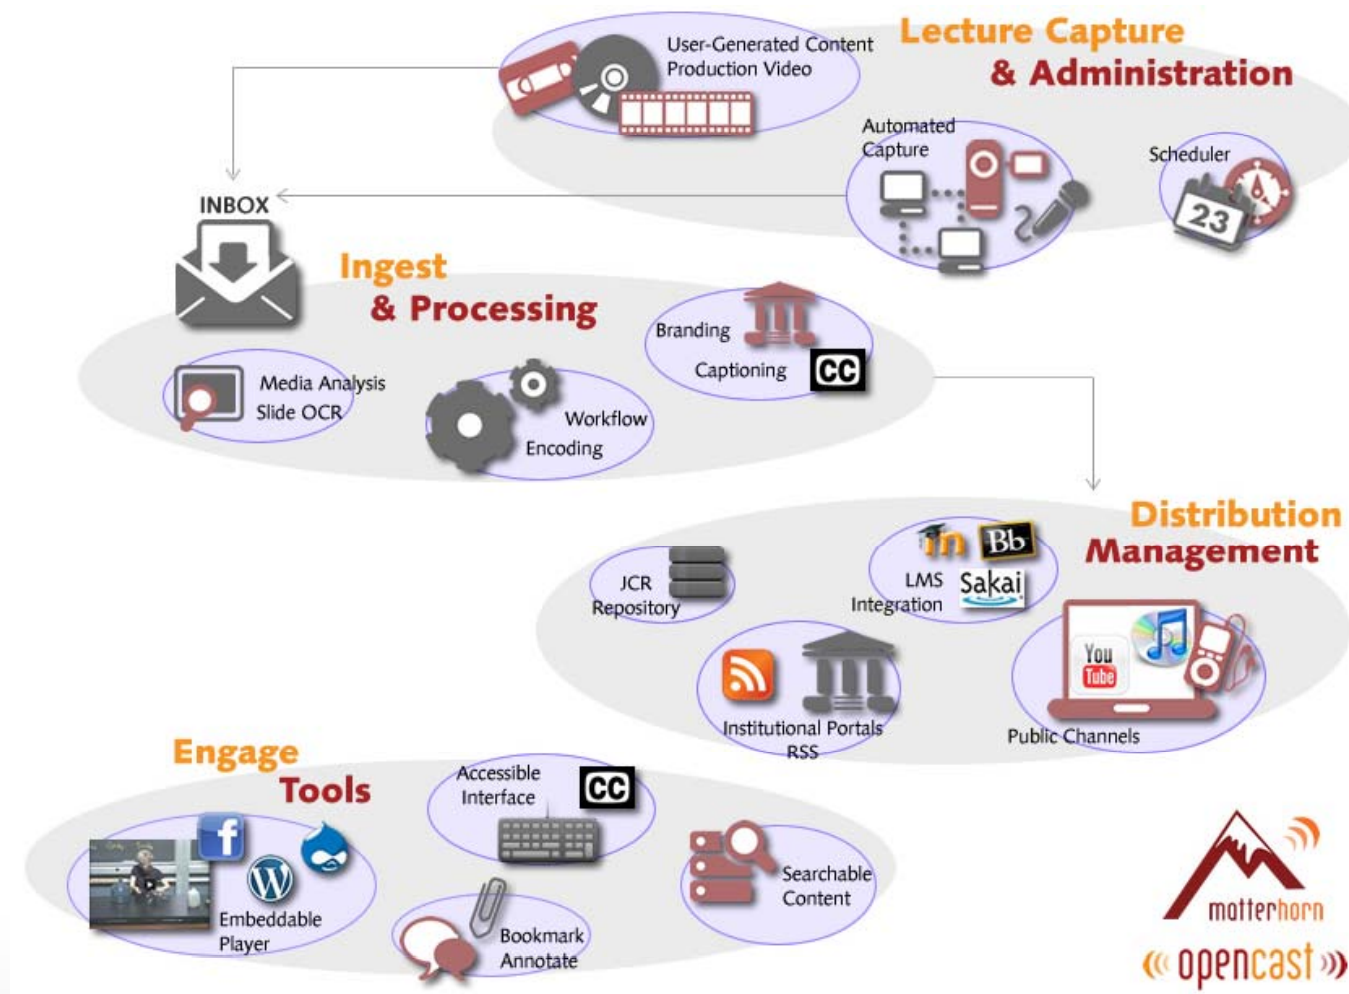 Lecture Capture
& Administration
User-Generated Content
Production Video
Automated
Capture
Scheduler
23
INBOX
Ingest
& Processing
Branding
Captioning
CC
Media Analysis
Slide OCR
Workflow
Encoding
Distribution
Management
JCR
Repository
Bb
LMS
Integration
Sakai
You
Tube
Institutional Portals
RSS
Public Channels
Engage
Tools
Accessible
Interface
CC
f
W
Embeddable
Player
Bookmark
Annotate
Searchable
Content
matterhorn
opencast